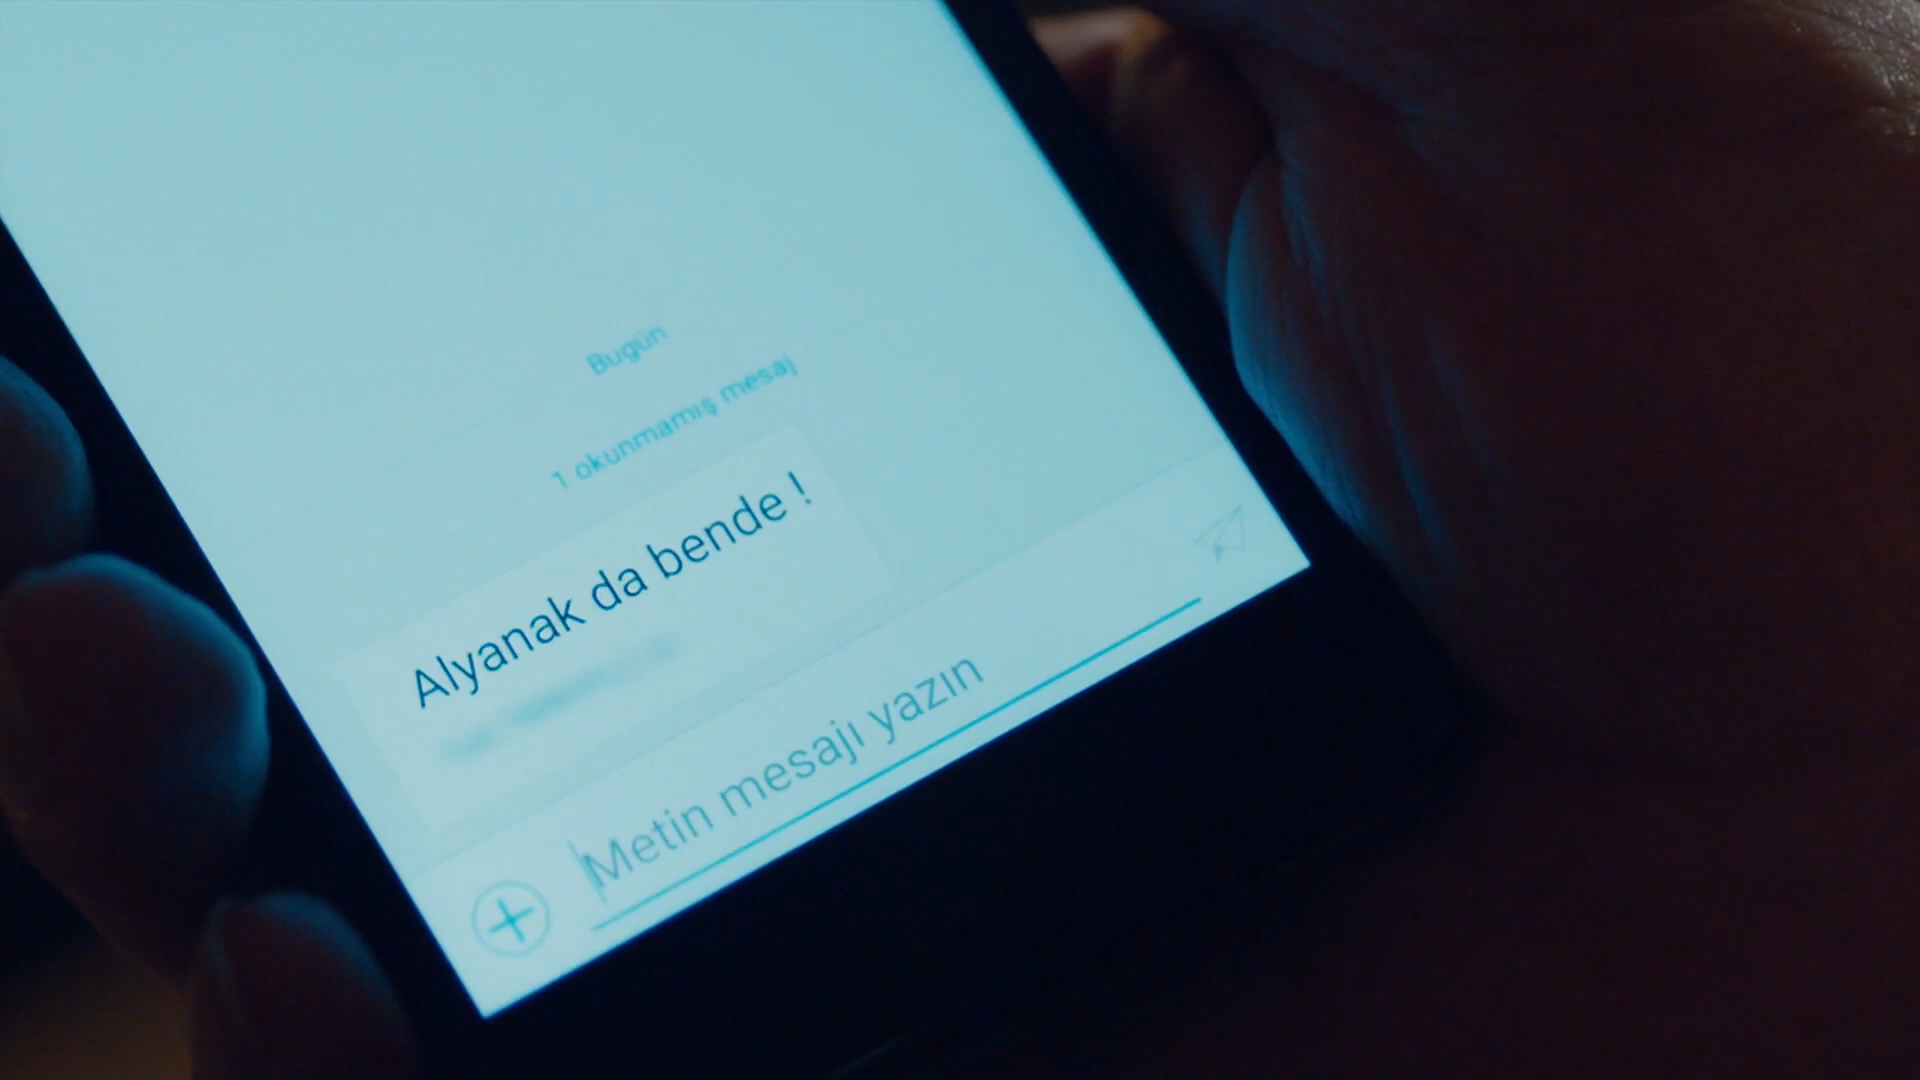 Bugün
1 okunmamış mesaj
Alyanak da bende !
Metin mesajı yazın